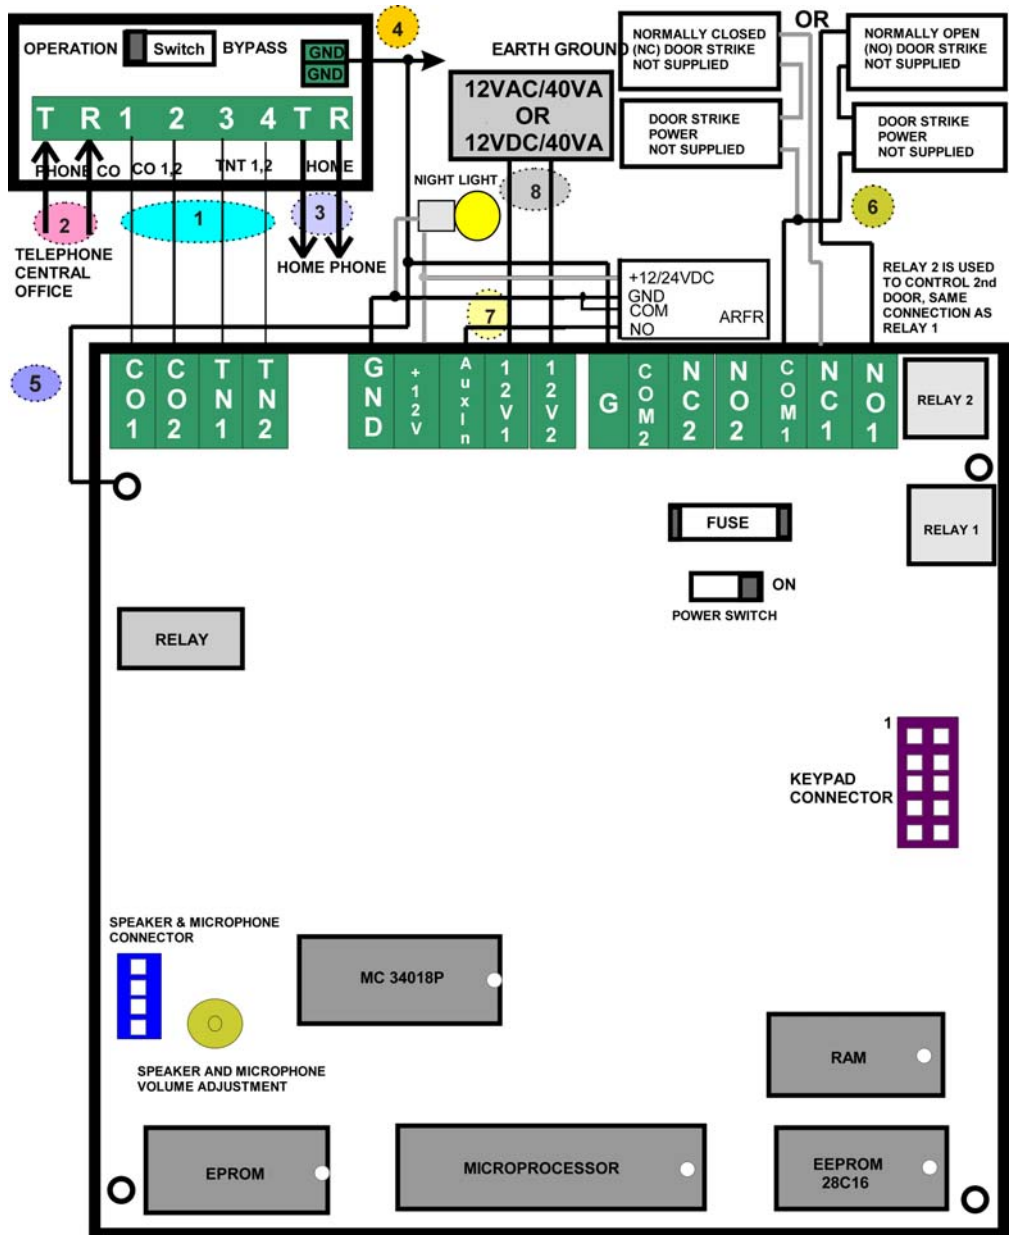 OPERATION Switch BYPASS
GND
GND
T R 1 2 3 4 T R
PHONE CO CO 1,2 TNT 1,2 HOME
4
EARTH GROUND
12VAC/40VA
OR
12VDC/40VA
NORMALLY CLOSED
(NC) DOOR STRIKE
NOT SUPPLIED
OR
NORMALLY OPEN
(NO) DOOR STRIKE
NOT SUPPLIED
DOOR STRIKE
POWER
NOT SUPPLIED
DOOR STRIKE
POWER
NOT SUPPLIED
2
1
3
NIGHT LIGHT
8
6
TELEPHONE
CENTRAL
OFFICE
HOME PHONE
7
+12/24VDC
GND
COM
NO
ARFR
RELAY 2 IS USED
TO CONTROL 2nd
DOOR, SAME
CONNECTION AS
RELAY 1
5
CO1
CO2
TN1
TN2
GND
+12V
AuxIn
12V1
12V2
G
COM2
NC2
NO2
COM1
NC1
NO1
RELAY 2
RELAY 1
FUSE
ON
POWER SWITCH
RELAY
1
KEYPAD
CONNECTOR
SPEAKER & MICROPHONE
CONNECTOR
MC 34018P
SPEAKER AND MICROPHONE
VOLUME ADJUSTMENT
RAM
EPROM
MICROPROCESSOR
EEPROM
28C16